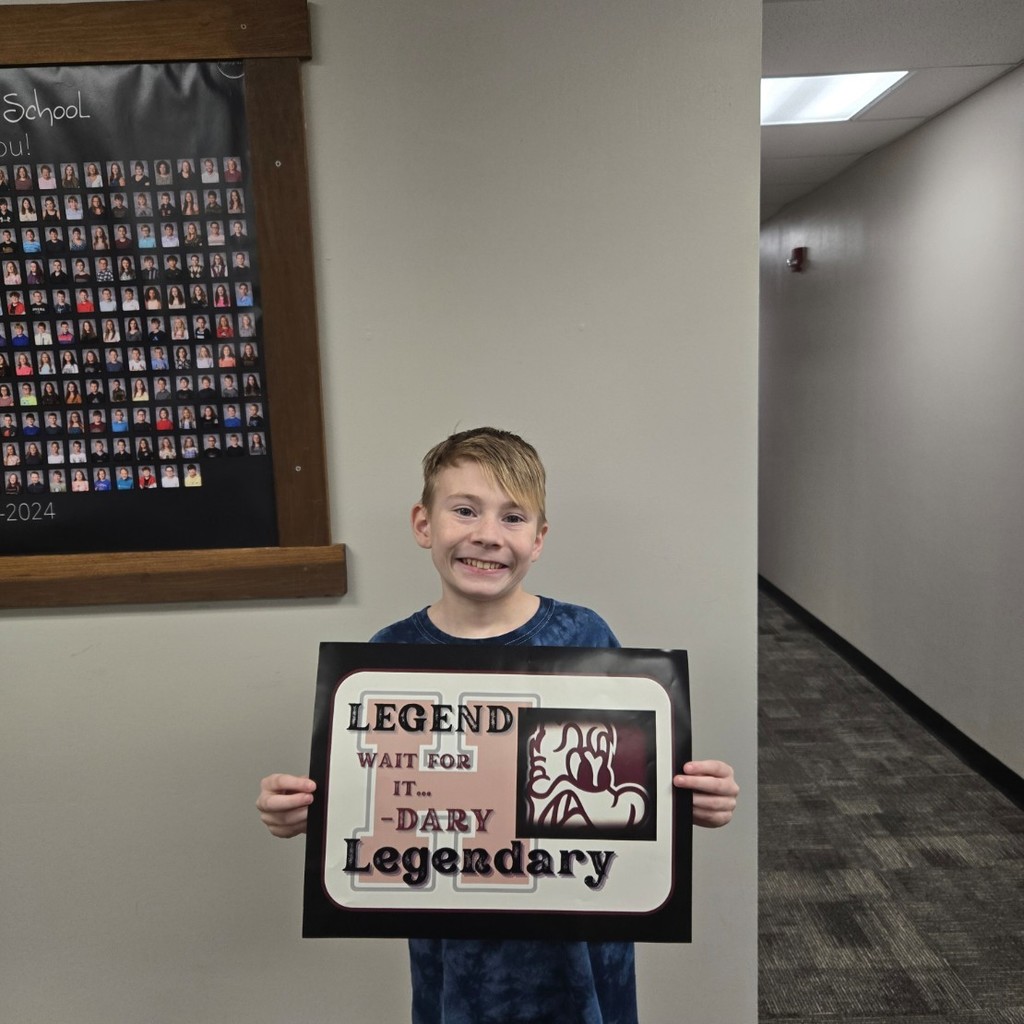 School
ou!
-2024
LEGEND
WAIT FOR
IT...
-DARY
Legendary
H